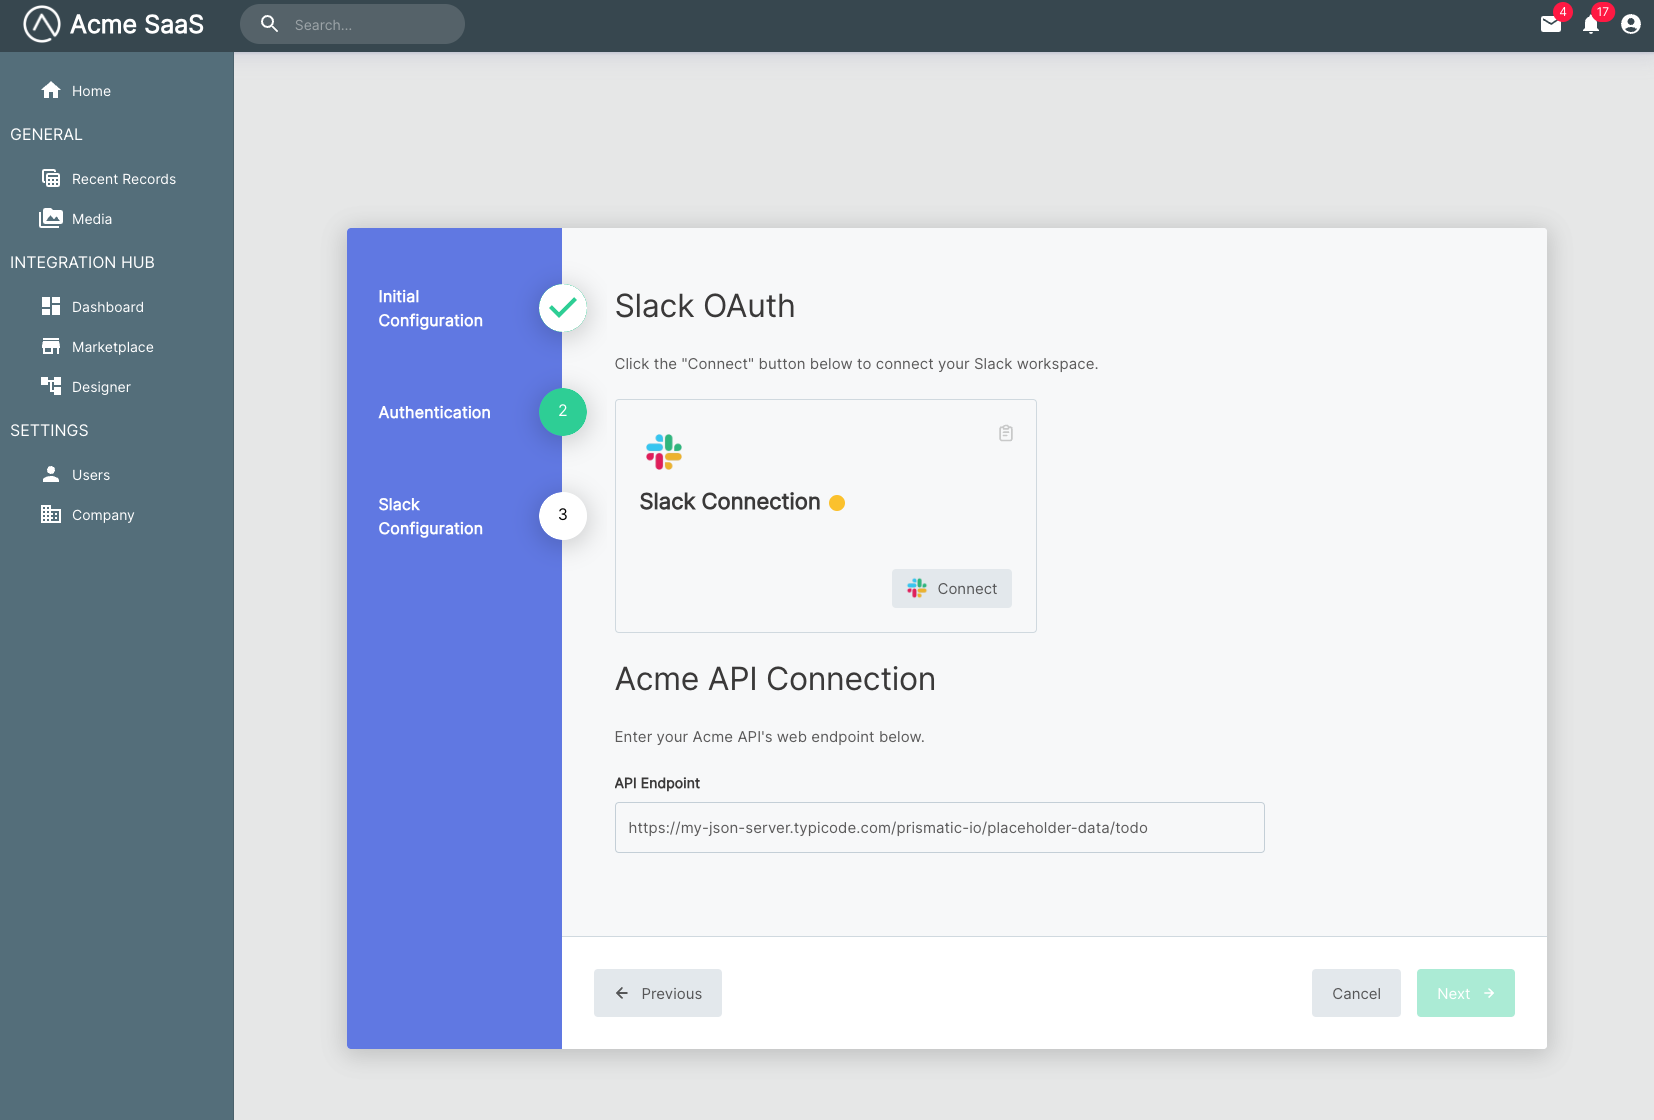 Acme SaaS
Search...
4
17
Home
GENERAL
Recent Records
Media
INTEGRATION HUB
Dashboard
Marketplace
Designer
SETTINGS
Users
Company
Initial
Configuration
Authentication
2
Slack
Configuration
3
Slack OAuth
Click the "Connect" button below to connect your Slack workspace.
Slack Connection
Connect
Acme API Connection
Enter your Acme API's web endpoint below.
API Endpoint
https://my-json-server.typicode.com/prismatic-io/placeholder-data/todo
Previous
Cancel
Next